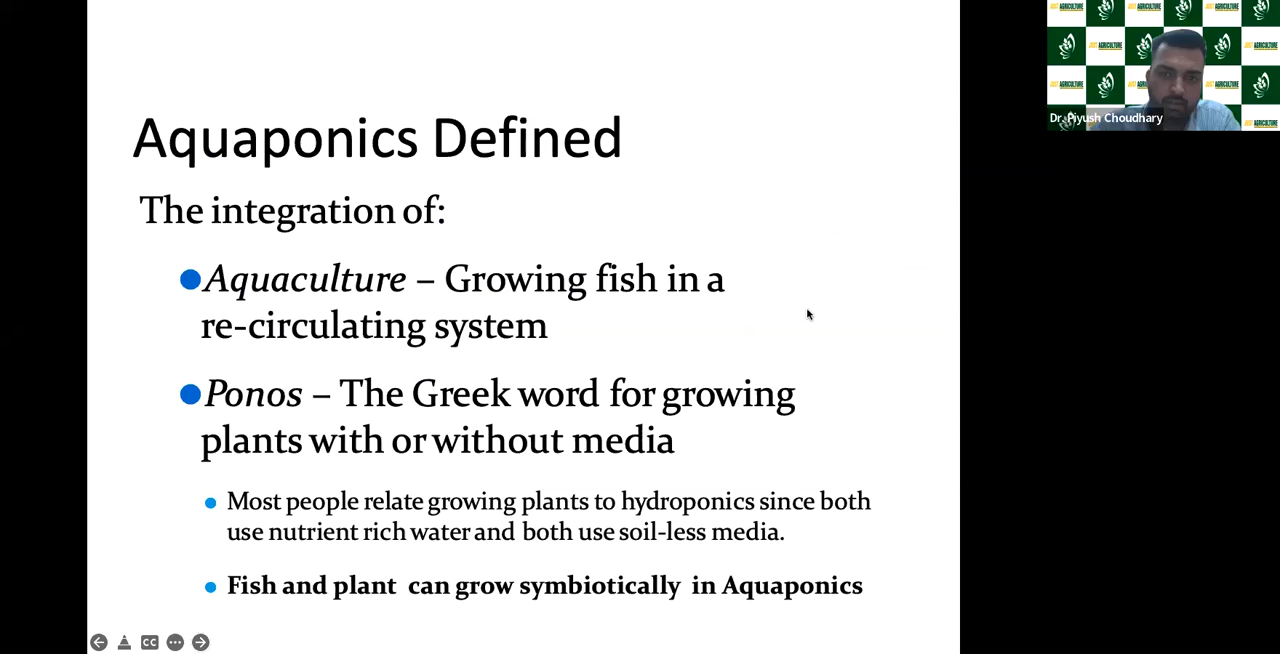 Aquaponics Defined
The integration of:
Aquaculture – Growing fish in a
re-circulating system
Ponos – The Greek word for growing
plants with or without media
Most people relate growing plants to hydroponics since both
use nutrient rich water and both use soil-less media.
Fish and plant can grow symbiotically in Aquaponics
CC
Dr. Piyush Choudhary
AGRICULTURE